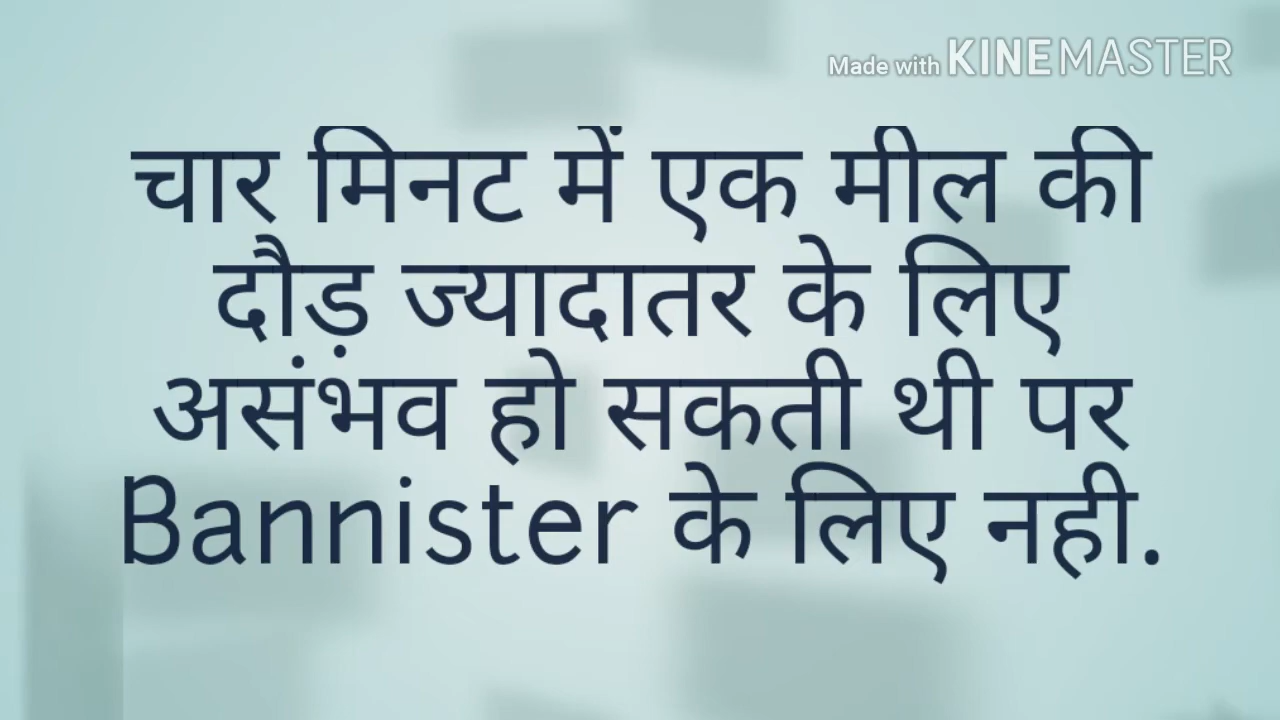 Made with KINEMASTER
चार मिनट में एक मील की
दौड़ ज्यादातर के लिए
असंभव हो सकती थी पर
Bannister के लिए नही.